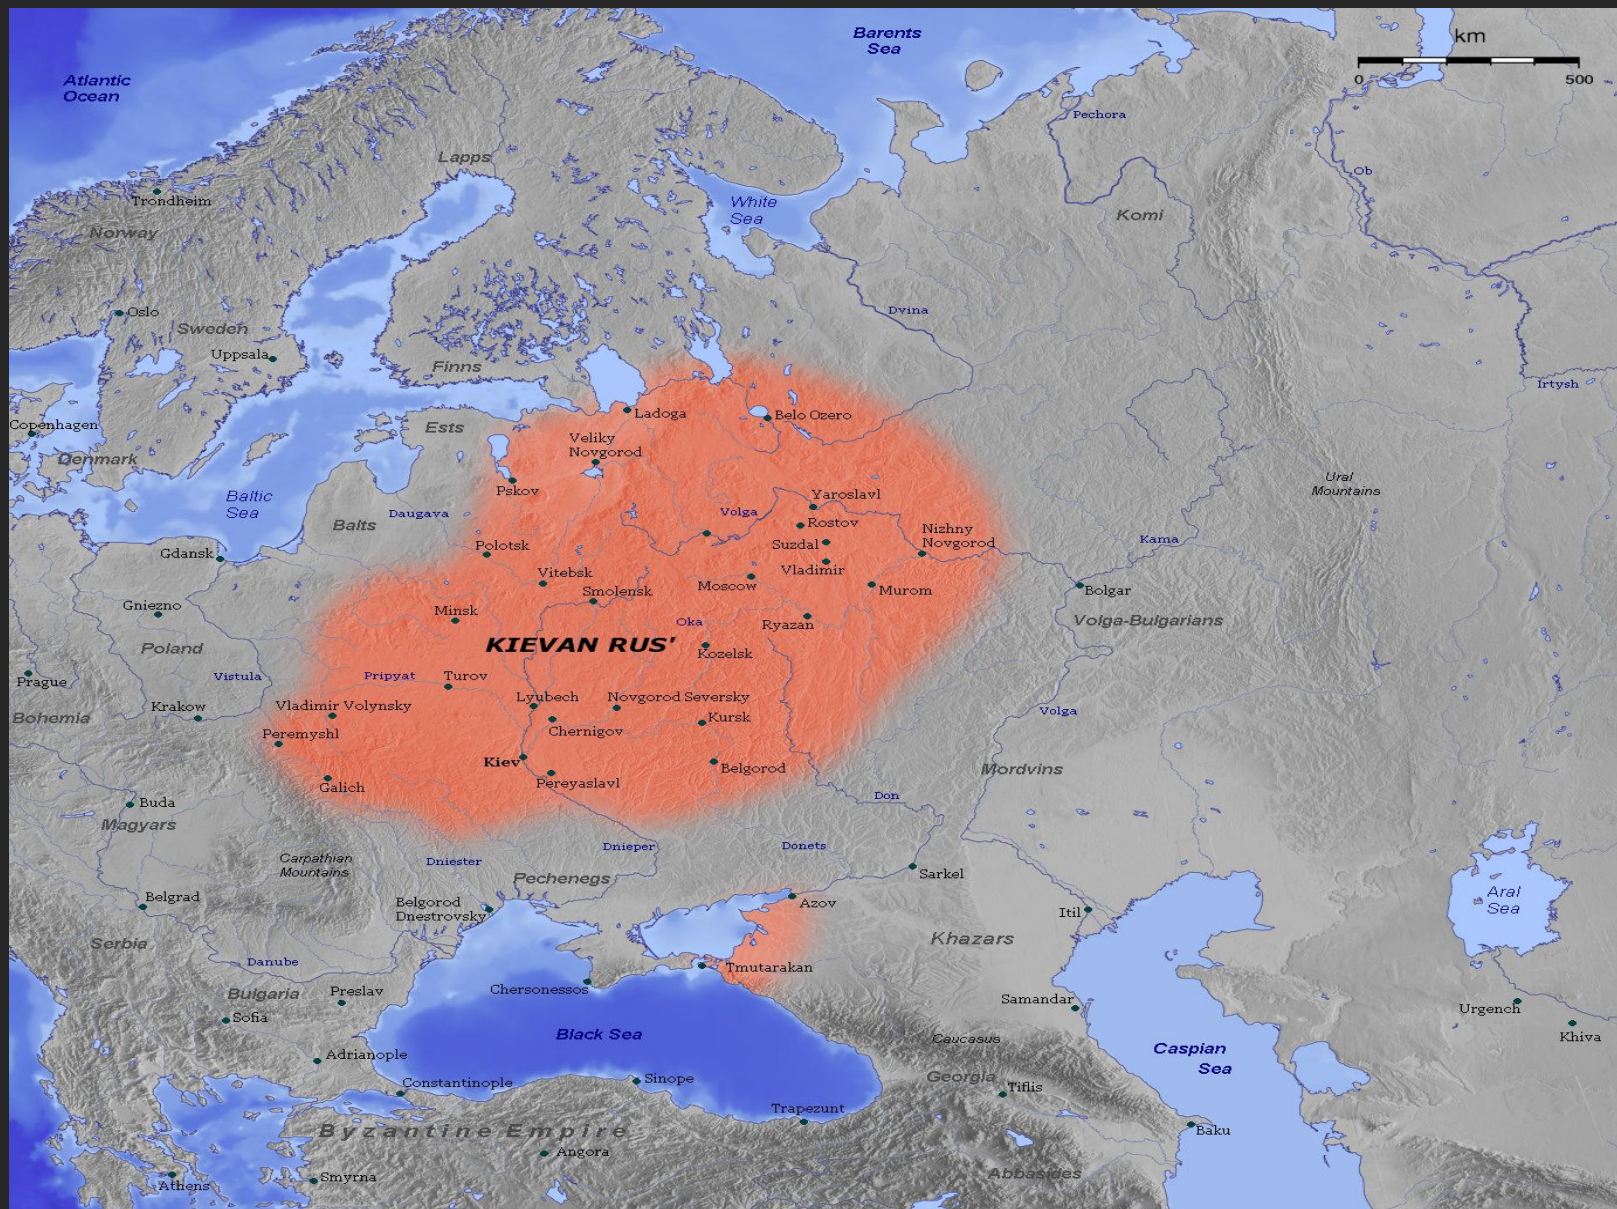 Barents
Sea
km
0
500
Atlantic
Ocean
Pechora
Lapps
Ob
Trondheim
White
Sea
Komi
Norway
Dvina
Oslo
Sweden
Uppsala
Finns
Irtysh
Ladoga
Belo Ozero
Copenhagen
Ests
Veliky
Novgorod
Denmark
Pskov
Ural
Mountains
Baltic
Sea
Yaroslavl
Daugava
Volga
Balts
Rostov
Nizhny
Novgorod
Kama
Gdansk
Polotsk
Suzdal
Vladimir
Vitebsk
Moscow
Smolensk
Murom
Bolgar
Gniezno
Minsk
Oka
Ryazan
Volga-Bulgarians
KIEVAN RUS'
Poland
Kozelsk
Prague
Vistula
Pripyat
Turov
Lyubech
Novgorod Seversky
Krakow
Vladimir Volynsky
Volga
Bohemia
Kursk
Peremyshl
Chernigov
Kiev
Belgorod
Mordvins
Galich
Pereyaslavl
Buda
Don
Magyars
Dnieper
Donets
Carpathian
Mountains
Dniester
Pechenegs
Sarkel
Belgrad
Belgorod
Dnestrovsky
Azov
Itil
Aral
Sea
Serbia
Khazars
Danube
Tmutarakan
Bulgaria
Preslav
Chersonessos
Samandar
Urgench
Sofia
Black Sea
Caucasus
Khiva
Adrianople
Caspian
Sea
Constantinople
Sinope
Georgia
Tiflis
Trapezunt
Byzantine Empire
Baku
Angora
Abbasides
Smyrna
Athens